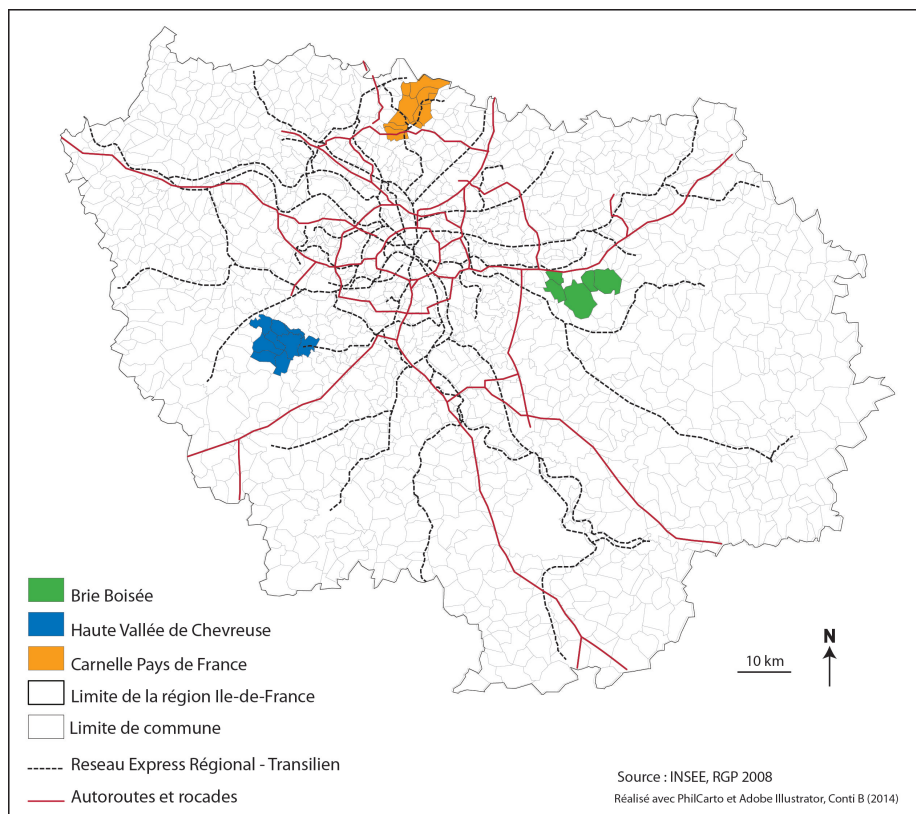 Brie Boisée
Haute Vallée de Chevreuse
Carnelle Pays de France
Limite de la région Ile-de-France
Limite de commune
Reseau Express Régional - Transilien
Autoroutes et rocades
N
10 km
Source : INSEE, RGP 2008
Réalisé avec PhilCarto et Adobe Illustrator, Conti B (2014)